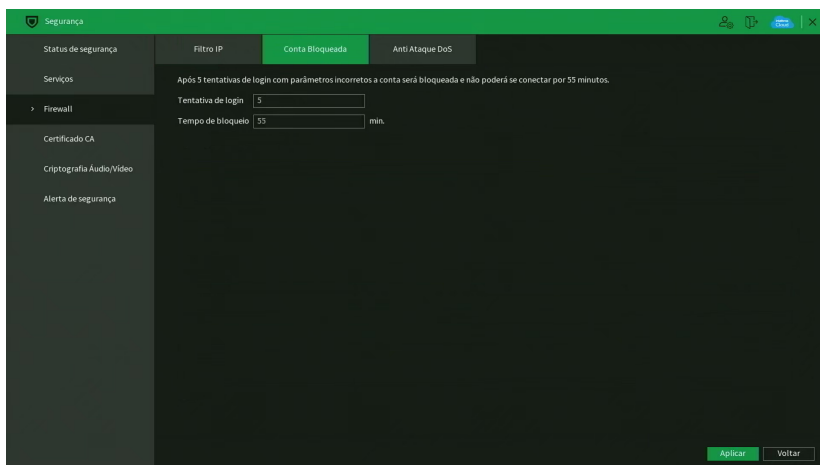 Segurança
Cloud
Status de segurança
Serviços
> Firewall
Certificado CA
Criptografia Áudio/Vídeo
Alerta de segurança
Filtro IP
Conta Bloqueada
Anti Ataque DoS
Após 5 tentativas de login com parâmetros incorretos a conta será bloqueada e não poderá se conectar por 55 minutos.
Tentativa de login 5
Tempo de bloqueio 55 min.
Aplicar
Voltar